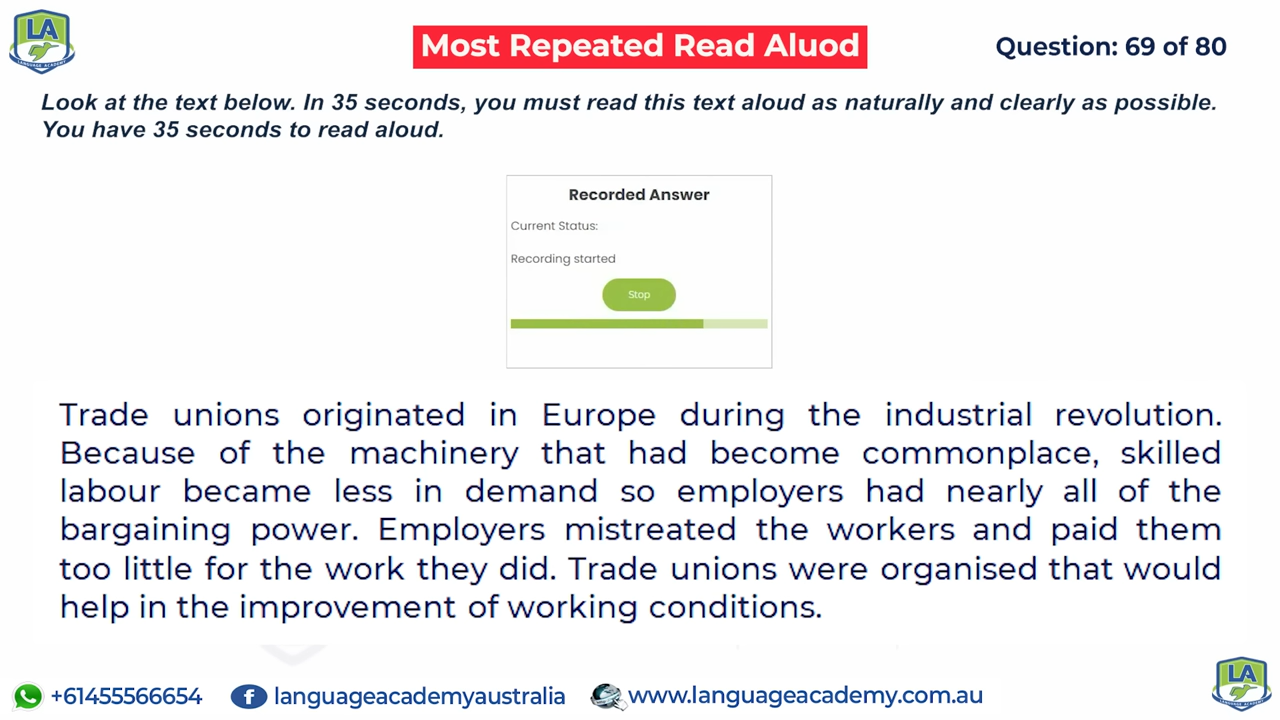 LA
LANGUAGE ACADEMY
Most Repeated Read Aluod
Question: 69 of 80
Look at the text below. In 35 seconds, you must read this text aloud as naturally and clearly as possible.
You have 35 seconds to read aloud.
Recorded Answer
Current Status:
Recording started
Stop
Trade unions originated in Europe during the industrial revolution.
Because of the machinery that had become commonplace, skilled
labour became less in demand so employers had nearly all of the
bargaining power. Employers mistreated the workers and paid them
too little for the work they did. Trade unions were organised that would
help in the improvement of working conditions.
+61455566654
f languageacademyaustralia
www.languageacademy.com.au
LA
LANGUAGE ACADEMY